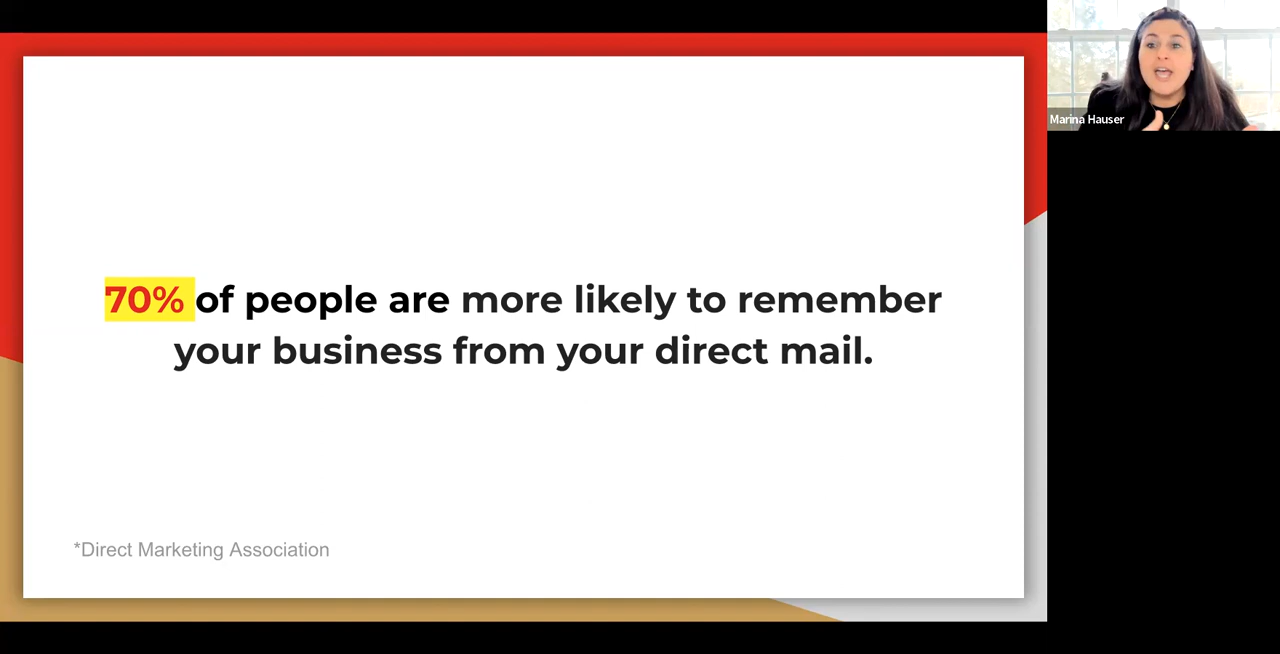 70% of people are more likely to remember
your business from your direct mail.
*Direct Marketing Association
Marina Hauser